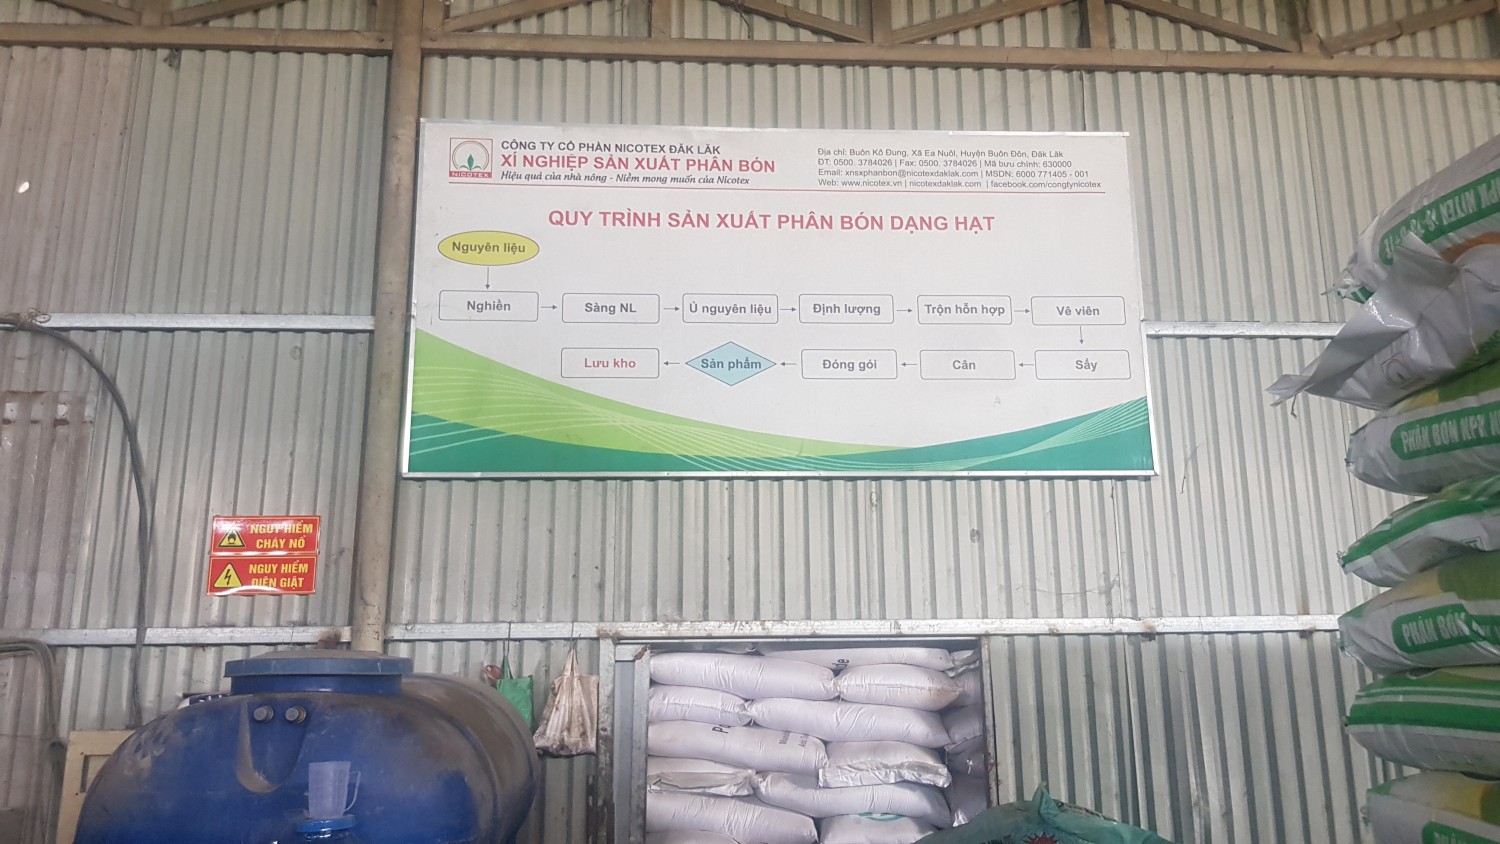 CÔNG TY CỔ PHẦN NICOTEX ĐĂK LĂK
XÍ NGHIỆP SẢN XUẤT PHÂN BÓN
Hiệu quả của nhà nông - Niềm mong muốn của Nicotex
NICOTEX
Địa chỉ: Buôn Kô Đung, Xã Ea Nuôl, Huyện Buôn Đôn, Đăk Lăk
ĐT: 0500. 3784026 | Fax: 0500. 3784026 | Mã bưu chính: 630000
Email: xnsxphanbon@nicotexdaklak.com | MSDN: 6000 771405 - 001
Web: www.nicotex.vn | nicotexdaklak.com | facebook.com/congtynicotex
QUY TRÌNH SẢN XUẤT PHÂN BÓN DẠNG HẠT
Nguyên liệu
Nghiền
Sàng NL
Ủ nguyên liệu
Định lượng
Trộn hỗn hợp
Vê viên
Sấy
Cân
Đóng gói
Sản phẩm
Lưu kho
NGUY HIỂM
CHÁY NỔ
NGUY HIỂM
ĐIỆN GIẬT
PHÂN BÓN NPK
PHÂN BÓN